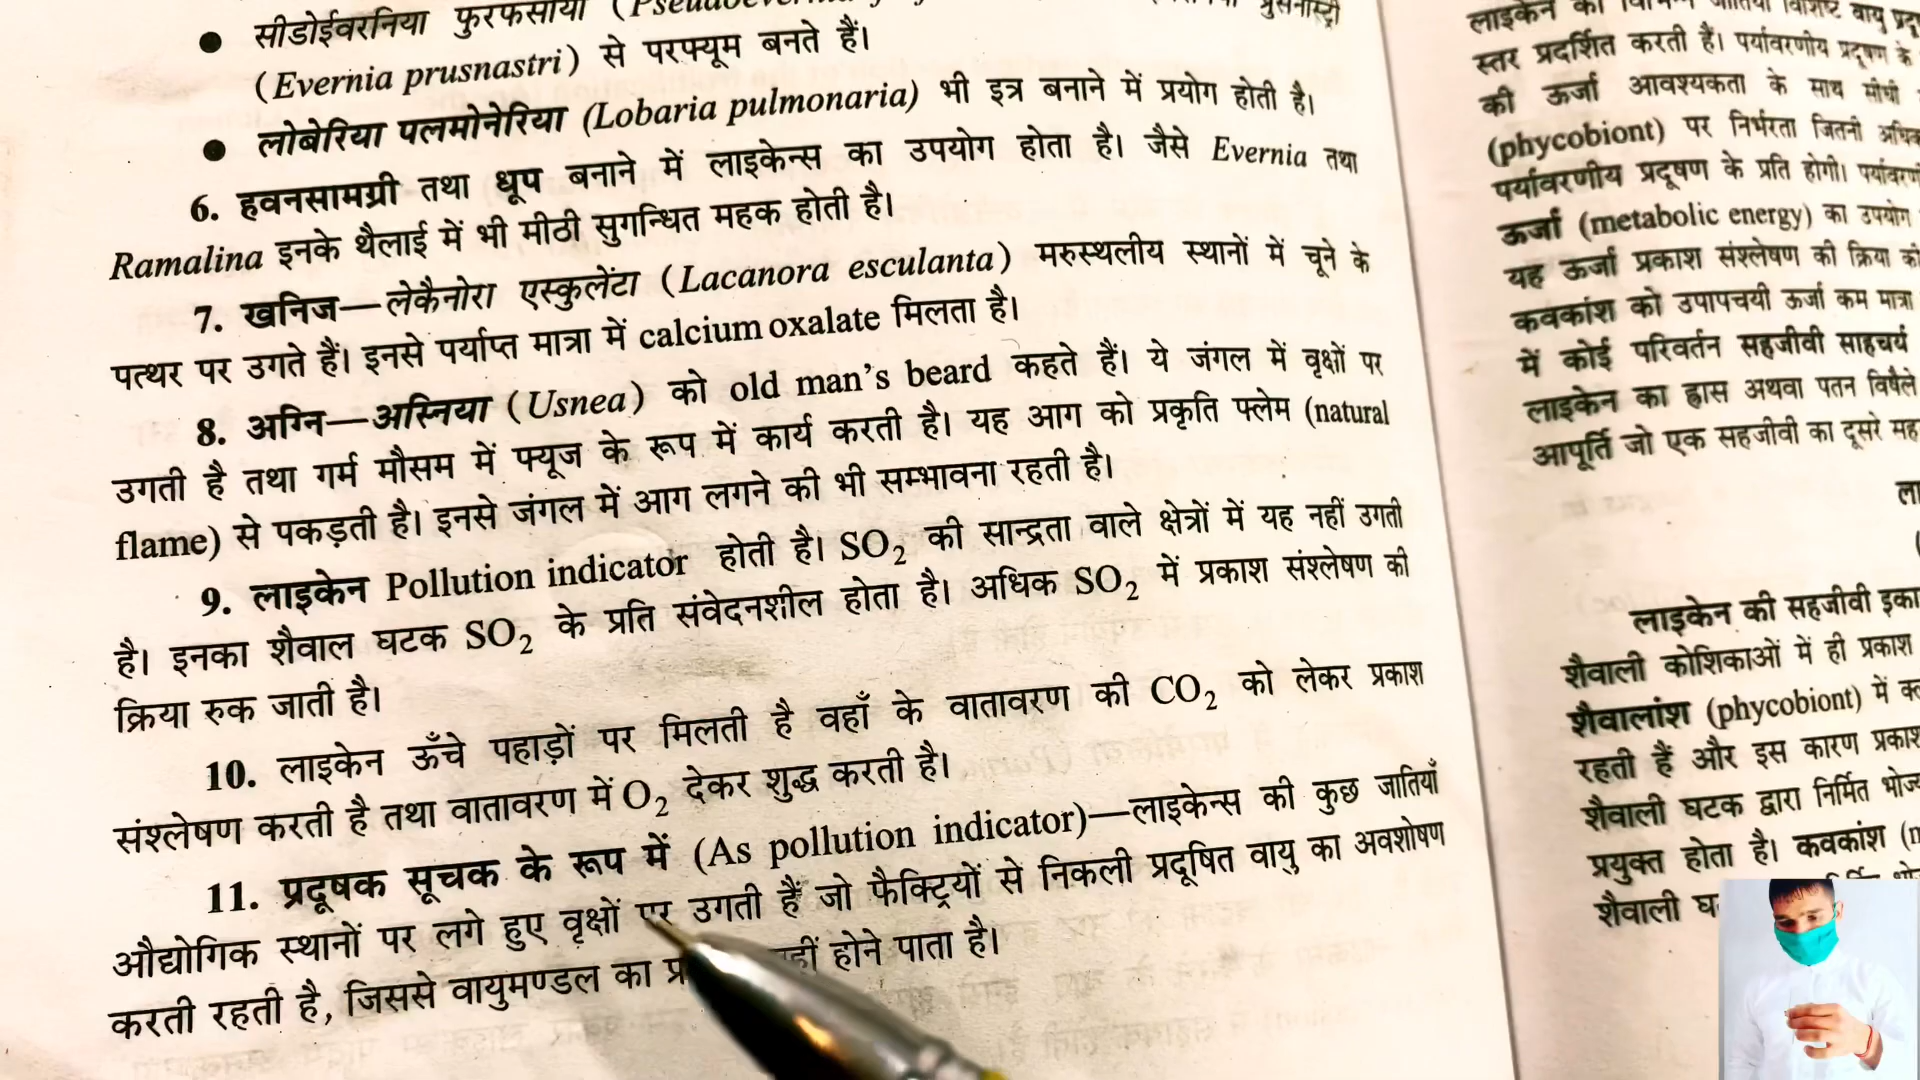 सीडोईवरनिया फुरफसाया
(Evernia prusnastri) से परफ्यूम बनते हैं।
लोबेरिया पलमोनेरिया (Lobaria pulmonaria) भी इत्र बनाने में प्रयोग होती है।
6. हवनसामग्री तथा धूप बनाने में लाइकेन्स का उपयोग होता है। जैसे Evernia तथा
Ramalina इनके थैलाई में भी मीठी सुगन्धित महक होती है।
7. खनिज—लेकैनोरा एस्कुलेंटा (Lacanora esculanta) मरुस्थलीय स्थानों में चूने के
पत्थर पर उगते हैं। इनसे पर्याप्त मात्रा में calcium oxalate मिलता है।
8. अग्नि—अस्निया (Usnea) को old man's beard कहते हैं। ये जंगल में वृक्षों पर
उगती है तथा गर्म मौसम में फ्यूज के रूप में कार्य करती है। यह आग को प्रकृति फ्लेम (natural
flame) से पकड़ती है। इनसे जंगल में आग लगने की भी सम्भावना रहती है।
9. लाइकेन Pollution indicator होती है। SO₂ की सान्द्रता वाले क्षेत्रों में यह नहीं उगती
है। इनका शैवाल घटक SO₂ के प्रति संवेदनशील होता है। अधिक SO₂ में प्रकाश संश्लेषण की
क्रिया रुक जाती है।
10. लाइकेन ऊँचे पहाड़ों पर मिलती है वहाँ के वातावरण की CO₂ को लेकर प्रकाश
संश्लेषण करती है तथा वातावरण में O₂ देकर शुद्ध करती है।
11. प्रदूषक सूचक के रूप में (As pollution indicator)—लाइकेन्स की कुछ जातियाँ
औद्योगिक स्थानों पर लगे हुए वृक्षों पर उगती हैं जो फैक्ट्रियों से निकली प्रदूषित वायु का अवशोषण
करती रहती है, जिससे वायुमण्डल का होने पाता है।
स्तर प्रदर्शित करती हैं। पर्यावरणीय प्रदूषण के
की ऊर्जा आवश्यकता के साथ सीधी
(phycobiont) पर निर्भरता जितनी
पर्यावरणीय प्रदूषण के प्रति होगी।
ऊर्जा (metabolic energy) का उपयोग
यह ऊर्जा प्रकाश संश्लेषण की क्रिया
कवकांश को उपापचयी ऊर्जा कम मात्रा
में कोई परिवर्तन सहजीवी साहचर्य
लाइकेन का ह्रास अथवा पतन विषैले
आपूर्ति जो एक सहजीवी का दूसरे
लाइकेन की सहजीवी
शैवाली कोशिकाओं में ही प्रकाश
शैवालांश (phycobiont) में
रहती हैं और इस कारण
शैवाली घटक द्वारा निर्मित
प्रयुक्त होता है। कवकांश
शैवाली